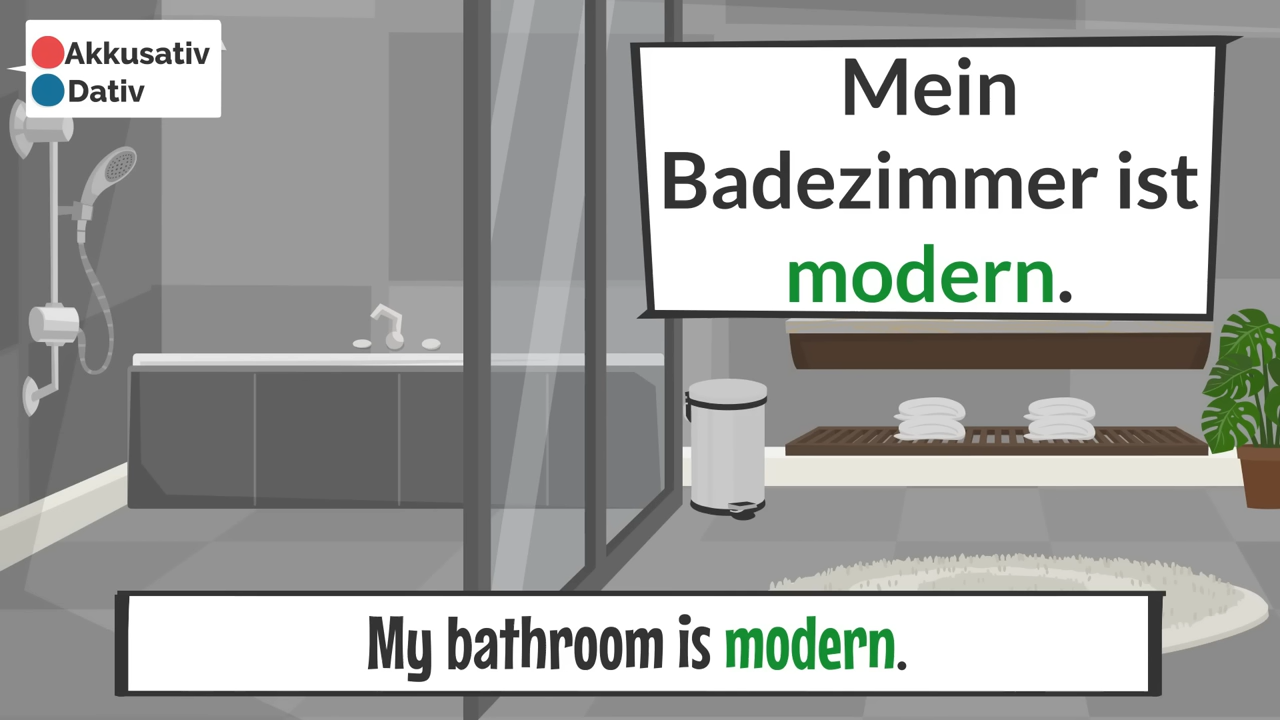 Akkusativ
Dativ
Mein
Badezimmer ist
modern.
My bathroom is modern.